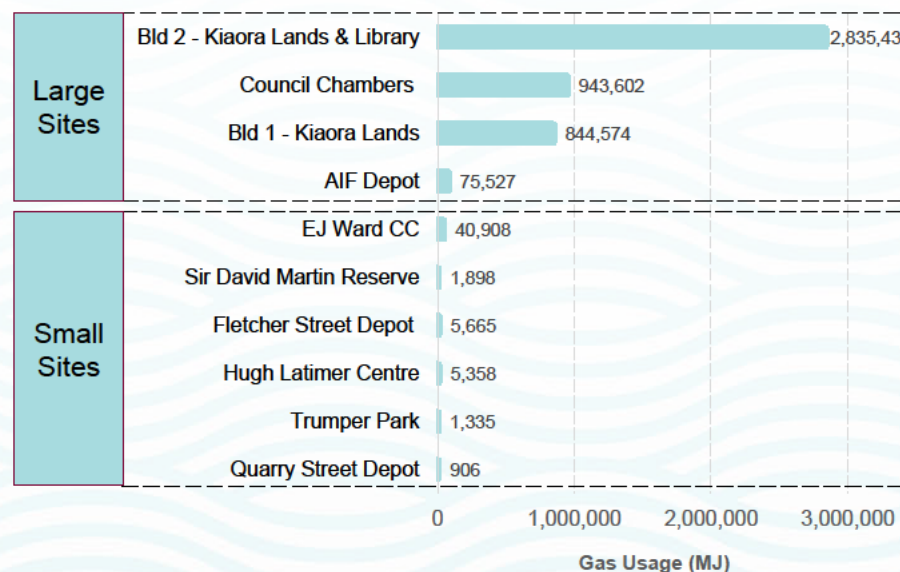 Large
Sites
Bld 2 - Kiaora Lands & Library 2,835,43
Council Chambers 943,602
Bld 1 - Kiaora Lands 844,574
AIF Depot 75,527
Small
Sites
EJ Ward CC 40,908
Sir David Martin Reserve 1,898
Fletcher Street Depot 5,665
Hugh Latimer Centre 5,358
Trumper Park 1,335
Quarry Street Depot 906
0 1,000,000 2,000,000 3,000,000
Gas Usage (MJ)